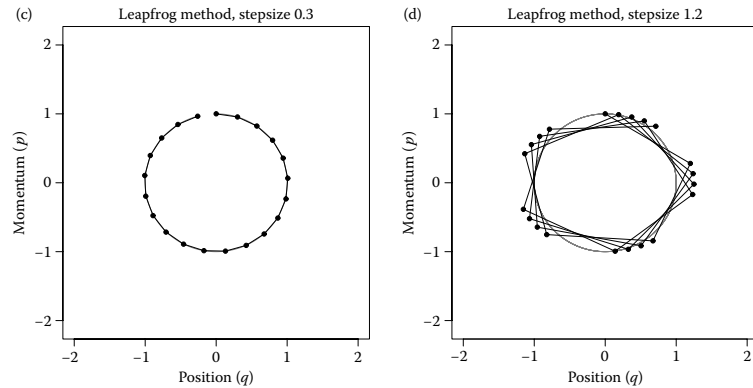 (c) Leapfrog method, stepsize 0.3
2
1
0
−1
−2
Momentum (p)
−2 −1 0 1 2
Position (q)
(d) Leapfrog method, stepsize 1.2
2
1
0
−1
−2
Momentum (p)
−2 −1 0 1 2
Position (q)